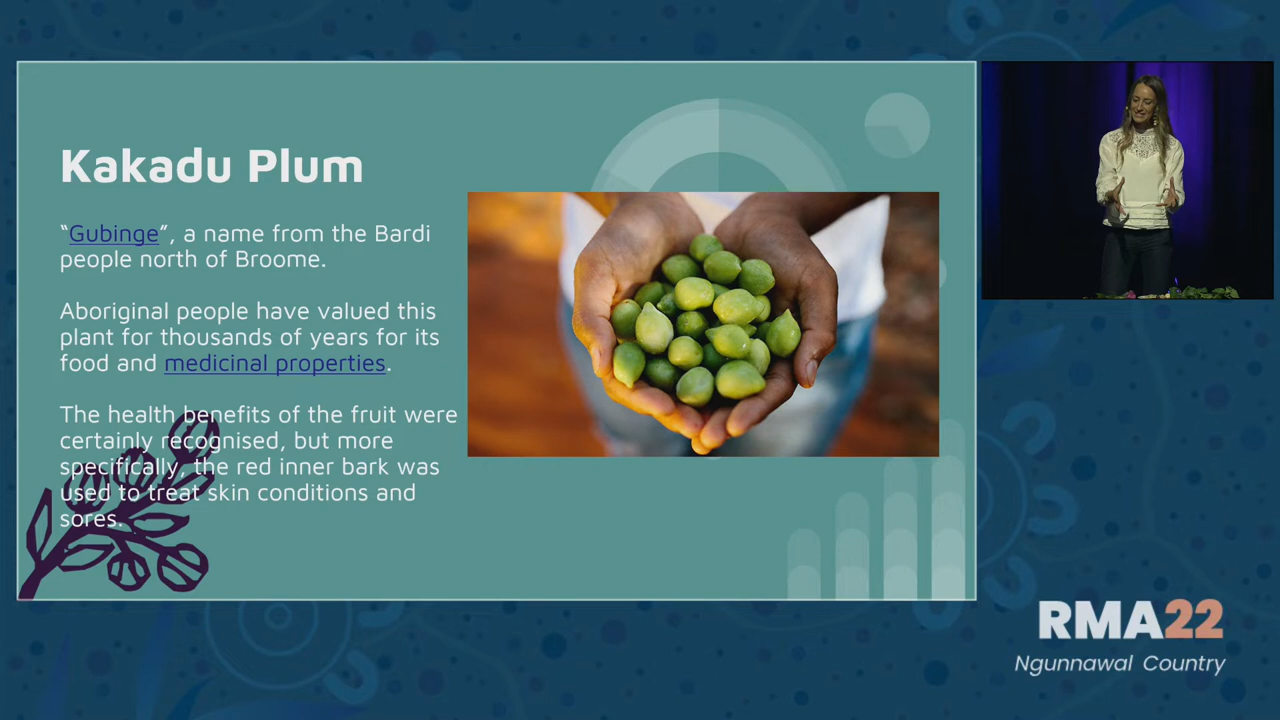 Kakadu Plum
“Gubinge”, a name from the Bardi
people north of Broome.
Aboriginal people have valued this
plant for thousands of years for its
food and medicinal properties.
The health benefits of the fruit were
certainly recognised, but more
specifically, the red inner bark was
used to treat skin conditions and
sores.
RMA22
Ngunnawal Country